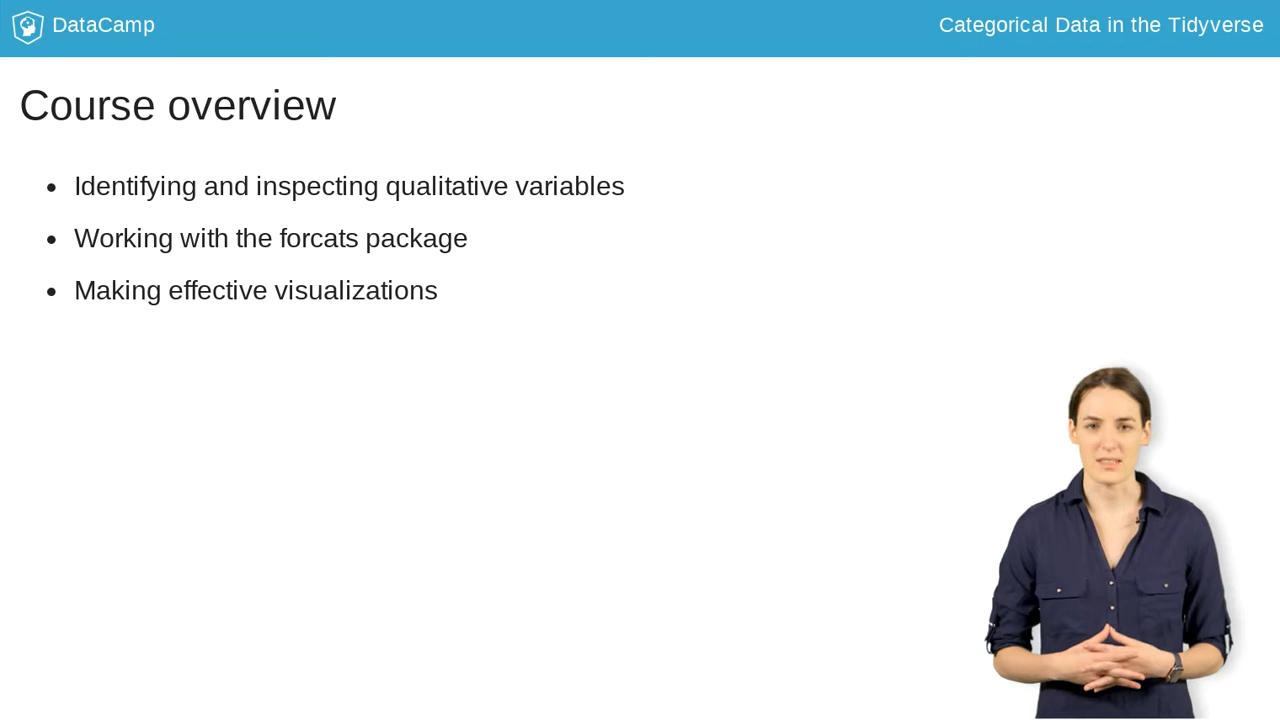 DataCamp
Categorical Data in the Tidyverse
Course overview
• Identifying and inspecting qualitative variables
• Working with the forcats package
• Making effective visualizations